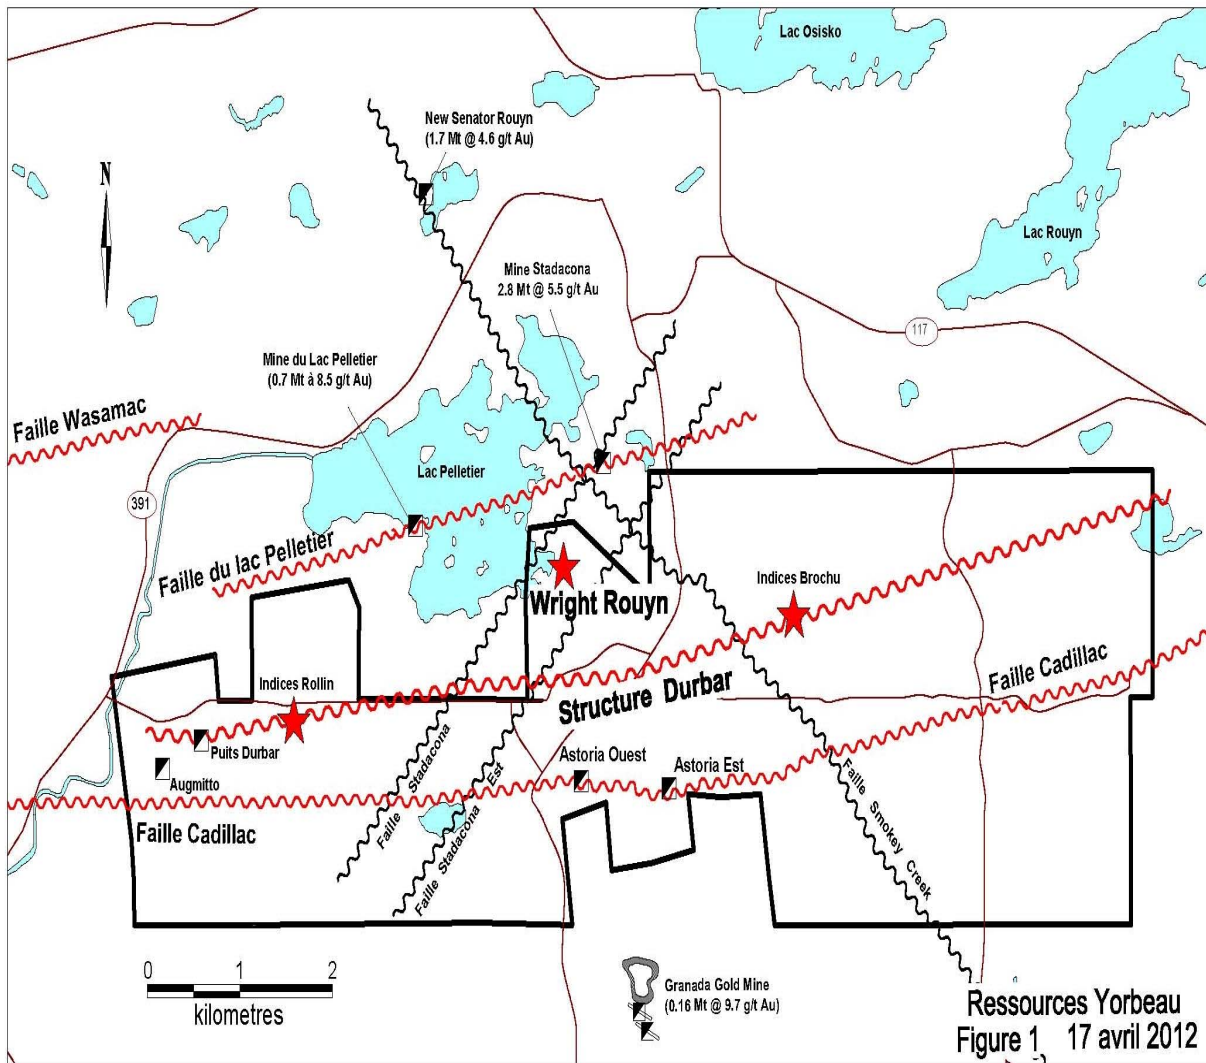 Lac Osisko
New Senator Rouyn
(1.7 Mt @ 4.6 g/t Au)
N
Lac Rouyn
Mine Stadacona
2.8 Mt @ 5.5 g/t Au
117
Mine du Lac Pelletier
(0.7 Mt à 8.5 g/t Au)
Faille Wasamac
Lac Pelletier
391
Faille du lac Pelletier
Indices Brochu
Wright Rouyn
Indices Rollin
Structure Durbar
Faille Cadillac
Puits Durbar
Astoria Ouest
Astoria Est
Augmitto
Faille Stadacona
Faille Stadacona Est
Faille Smokey Creek
Faille Cadillac
0 1 2
kilometres
Granada Gold Mine
(0.16 Mt @ 9.7 g/t Au)
Ressources Yorbeau
Figure 1 17 avril 2012